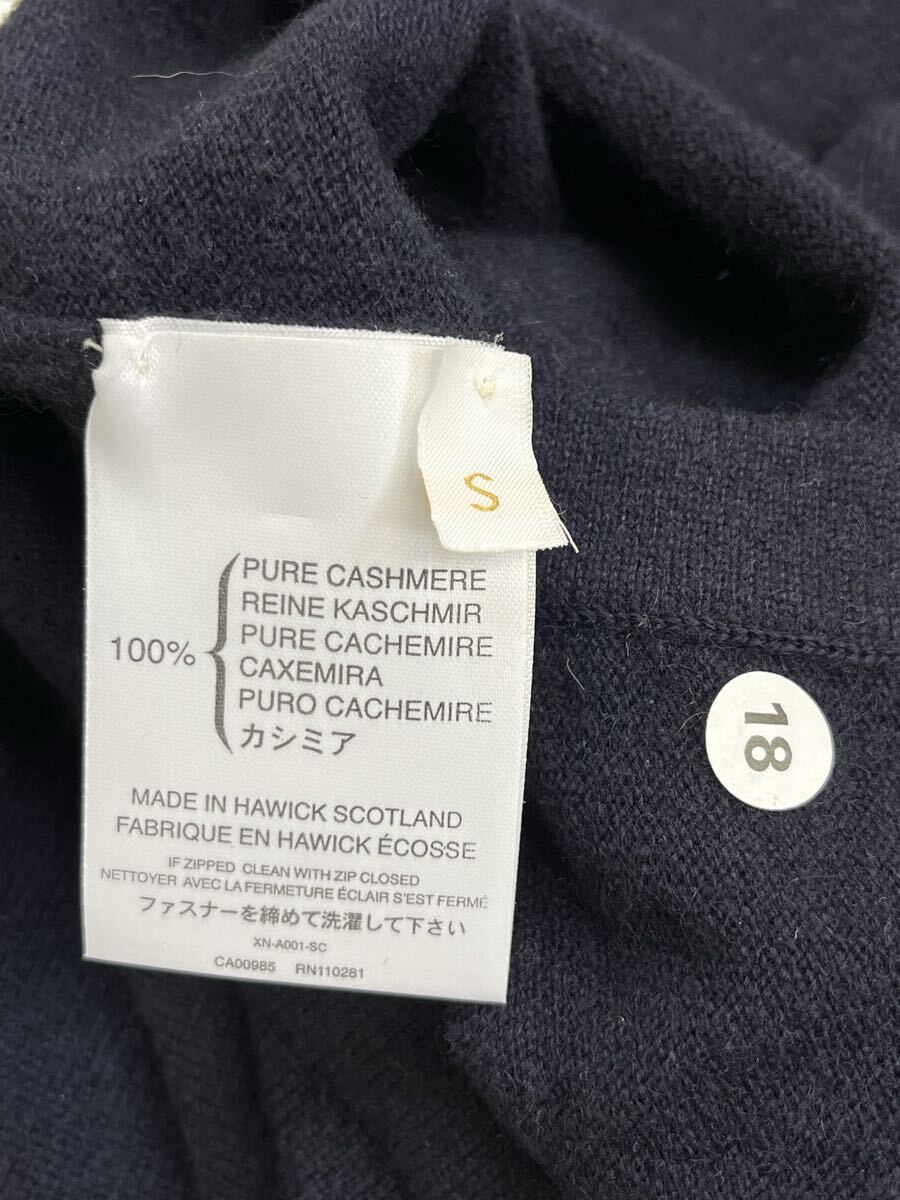 S
PURE CASHMERE
REINE KASCHMIR
100% PURE CACHEMIRE
CAXEMIRA
PURO CACHEMIRE
カシミア
MADE IN HAWICK SCOTLAND
FABRIQUE EN HAWICK ÉCOSSE
IF ZIPPED CLEAN WITH ZIP CLOSED
NETTOYER AVEC LA FERMETURE ÉCLAIR S'EST FERMÉ
ファスナーを締めて洗濯して下さい
XN-A001-SC
CA00985 RN110281
18